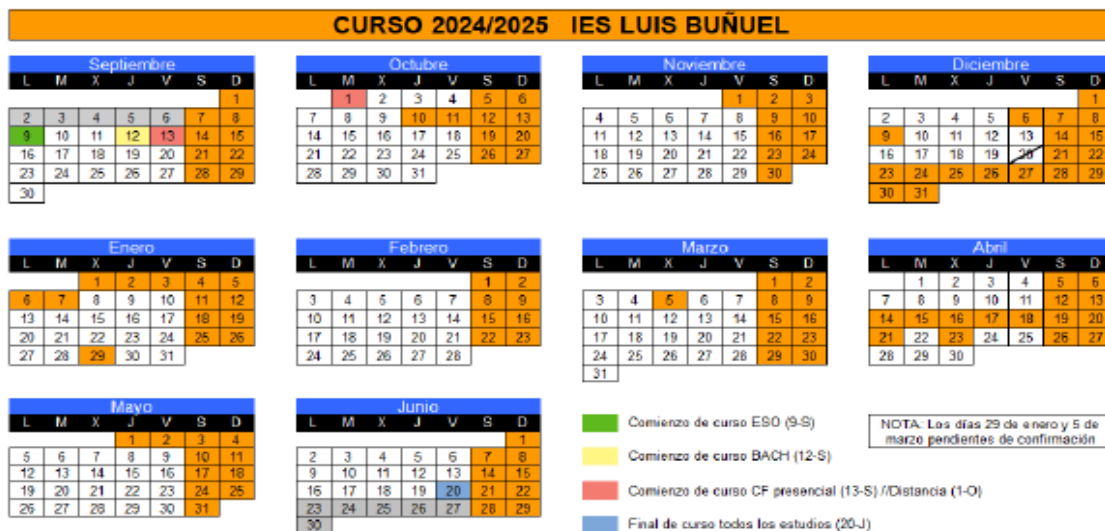 CURSO 2024/2025 IES LUIS BUÑUEL
Septiembre
L M X J V S D
1
2 3 4 5 6 7 8
9 10 11 12 13 14 15
16 17 18 19 20 21 22
23 24 25 26 27 28 29
30
Octubre
L M X J V S D
1 2 3 4 5 6
7 8 9 10 11 12 13
14 15 16 17 18 19 20
21 22 23 24 25 26 27
28 29 30 31
Noviembre
L M X J V S D
1 2 3
4 5 6 7 8 9 10
11 12 13 14 15 16 17
18 19 20 21 22 23 24
25 26 27 28 29 30
Diciembre
L M X J V S D
1
2 3 4 5 6 7 8
9 10 11 12 13 14 15
16 17 18 19 20 21 22
23 24 25 26 27 28 29
30 31
Enero
L M X J V S D
1 2 3 4 5
6 7 8 9 10 11 12
13 14 15 16 17 18 19
20 21 22 23 24 25 26
27 28 29 30 31
Febrero
L M X J V S D
1 2
3 4 5 6 7 8 9
10 11 12 13 14 15 16
17 18 19 20 21 22 23
24 25 26 27 28
Marzo
L M X J V S D
1 2
3 4 5 6 7 8 9
10 11 12 13 14 15 16
17 18 19 20 21 22 23
24 25 26 27 28 29 30
31
Abril
L M X J V S D
1 2 3 4 5 6
7 8 9 10 11 12 13
14 15 16 17 18 19 20
21 22 23 24 25 26 27
28 29 30
Mayo
L M X J V S D
1 2 3 4
5 6 7 8 9 10 11
12 13 14 15 16 17 18
19 20 21 22 23 24 25
26 27 28 29 30 31
Junio
L M X J V S D
1
2 3 4 5 6 7 8
9 10 11 12 13 14 15
16 17 18 19 20 21 22
23 24 25 26 27 28 29
30
Comienzo de curso ESO (9-S)
Comienzo de curso BACH (12-S)
Comienzo de curso CF presencial (13-S) //Distancia (1-O)
Final de curso todos los estudios (20-J)
NOTA: Los días 29 de enero y 5 de
marzo pendientes de confirmación